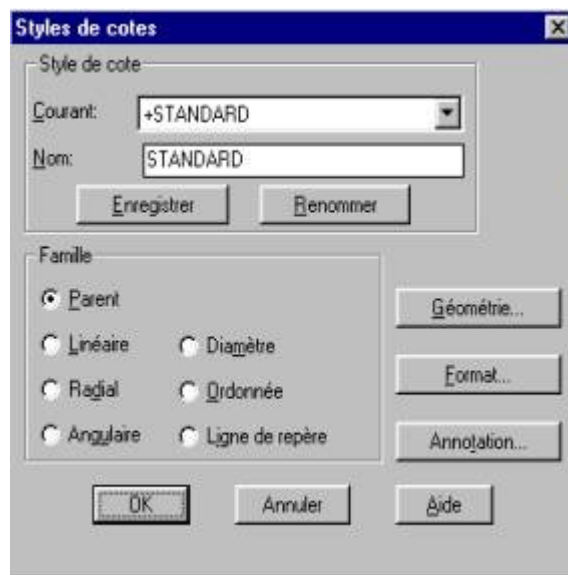 Styles de cotes
Style de cote
Courant: +STANDARD
Nom: STANDARD
Enregistrer Renommer
Famille
Parent
Géométrie...
Linéaire Diamètre
Radial Ordonnée
Format...
Angulaire Ligne de repère
Annotation...
OK Annuler Aide